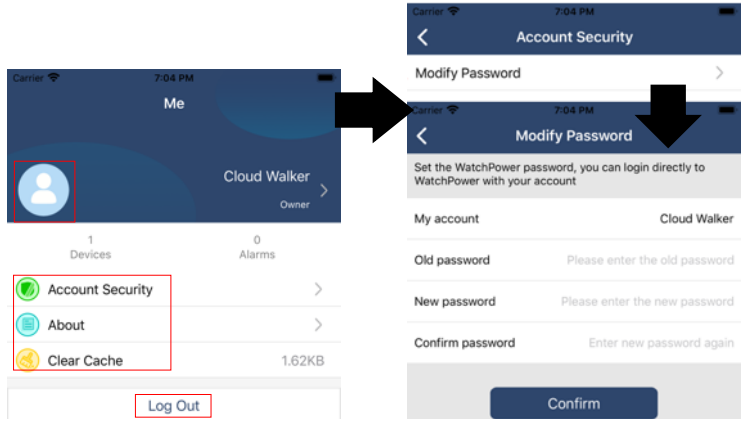 Carrier 7:04 PM
Me
Cloud Walker
Owner
1 0
Devices Alarms
Account Security
About
Clear Cache 1.62KB
Log Out
Carrier 7:04 PM
Account Security
Modify Password
Carrier 7:04 PM
Modify Password
Set the WatchPower password, you can login directly to
WatchPower with your account
My account Cloud Walker
Old password Please enter the old password
New password Please enter the new password
Confirm password Enter new password again
Confirm